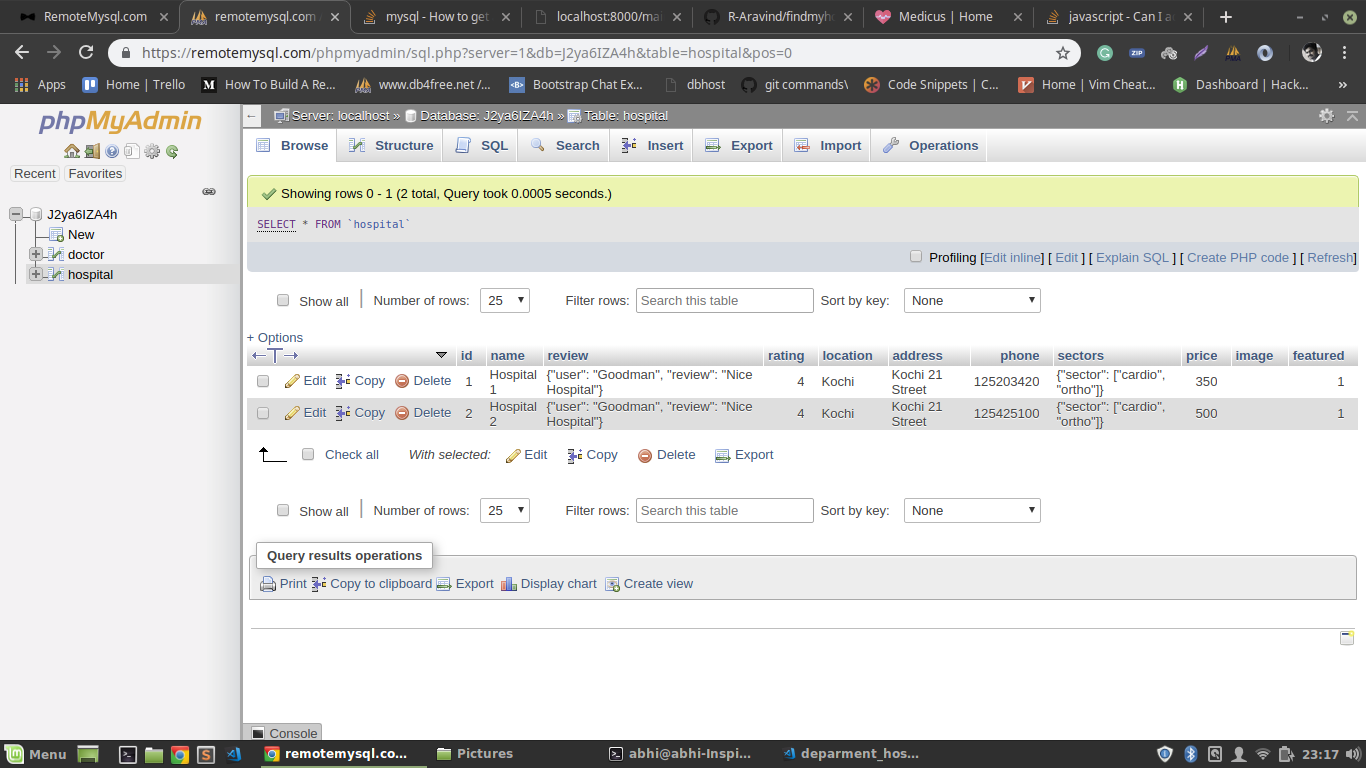 RemoteMysql.com
remotemysql.com
mysql - How to get
localhost:8000/ma
R-Aravind/findmyh
Medicus | Home
javascript - Can I a
https://remotemysql.com/phpmyadmin/sql.php?server=1&db=J2ya6IZA4h&table=hospital&pos=0
Apps
Home | Trello
How To Build A Re...
www.db4free.net /...
Bootstrap Chat Ex...
dbhost
git commands\
Code Snippets | C...
Home | Vim Cheat...
Dashboard | Hack...
»
phpMyAdmin
Recent Favorites
J2ya6IZA4h
New
doctor
hospital
Server: localhost » Database: J2ya6IZA4h » Table: hospital
Browse Structure SQL Search Insert Export Import Operations
Showing rows 0 - 1 (2 total, Query took 0.0005 seconds.)
SELECT * FROM `hospital`
Profiling [Edit inline] [ Edit ] [ Explain SQL ] [ Create PHP code ] [ Refresh]
Show all | Number of rows: 25 Filter rows: Search this table Sort by key: None
+ Options
id name review rating location address phone sectors price image featured
Edit Copy Delete 1 Hospital 1 {"user": "Goodman", "review": "Nice Hospital"} 4 Kochi Kochi 21 Street 125203420 {"sector": ["cardio", "ortho"]} 350 1
Edit Copy Delete 2 Hospital 2 {"user": "Goodman", "review": "Nice Hospital"} 4 Kochi Kochi 21 Street 125425100 {"sector": ["cardio", "ortho"]} 500 1
Check all With selected: Edit Copy Delete Export
Show all | Number of rows: 25 Filter rows: Search this table Sort by key: None
Query results operations
Print Copy to clipboard Export Display chart Create view
Console
Menu
remotemysql.co...
Pictures
abhi@abhi-Inspi...
deparment_hos...
23:17